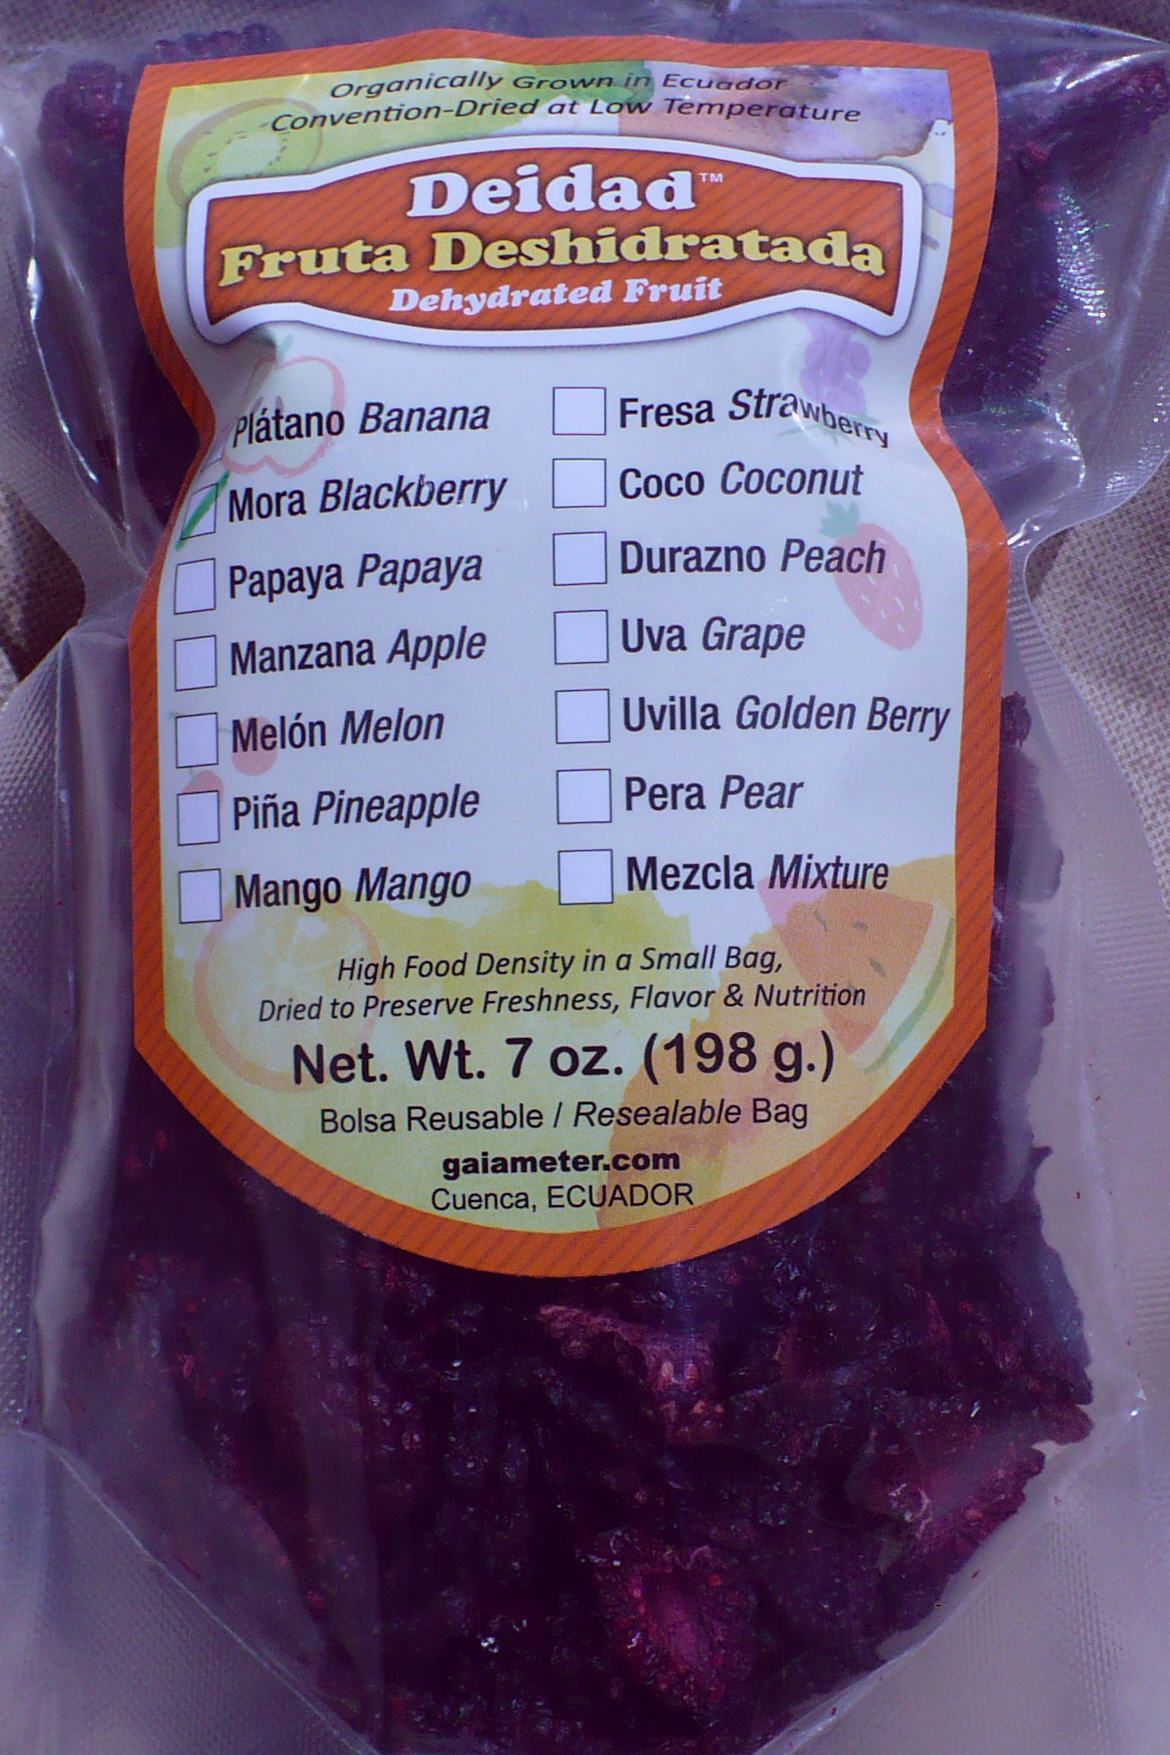 Organically Grown in Ecuador
Convention-Dried at Low Temperature
Deidad™
Fruta Deshidratada
Dehydrated Fruit
Plátano Banana
Mora Blackberry
Papaya Papaya
Manzana Apple
Melón Melon
Piña Pineapple
Mango Mango
Fresa Strawberry
Coco Coconut
Durazno Peach
Uva Grape
Uvilla Golden Berry
Pera Pear
Mezcla Mixture
High Food Density in a Small Bag,
Dried to Preserve Freshness, Flavor & Nutrition
Net. Wt. 7 oz. (198 g.)
Bolsa Reusable / Resealable Bag
gaiameter.com
Cuenca, ECUADOR